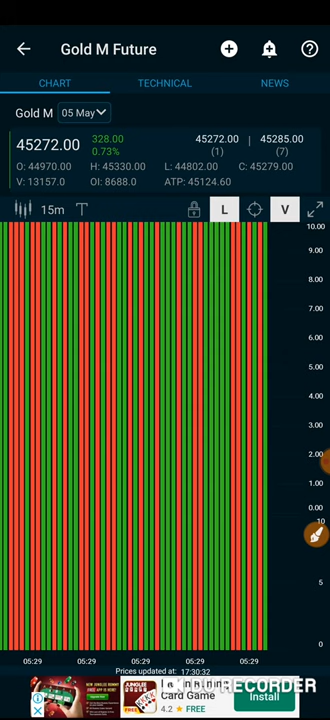 Gold M Future
CHART
TECHNICAL
NEWS
Gold M 05 May
45272.00 328.00 0.73% 45272.00 (1) | 45285.00 (7)
O: 44970.00 H: 45330.00 L: 44802.00 C: 45279.00
V: 13157.0 OI: 8688.0 ATP: 45124.60
15m T L V
10.00
9.00
8.00
7.00
6.00
5.00
4.00
3.00
2.00
1.00
0.00
10
5
0
05:29 05:29 05:29 05:29 05:29
Prices updated at: 17:30:32
JUNGLEE
Card Game
4.2 ★ FREE
Install
RECORDER